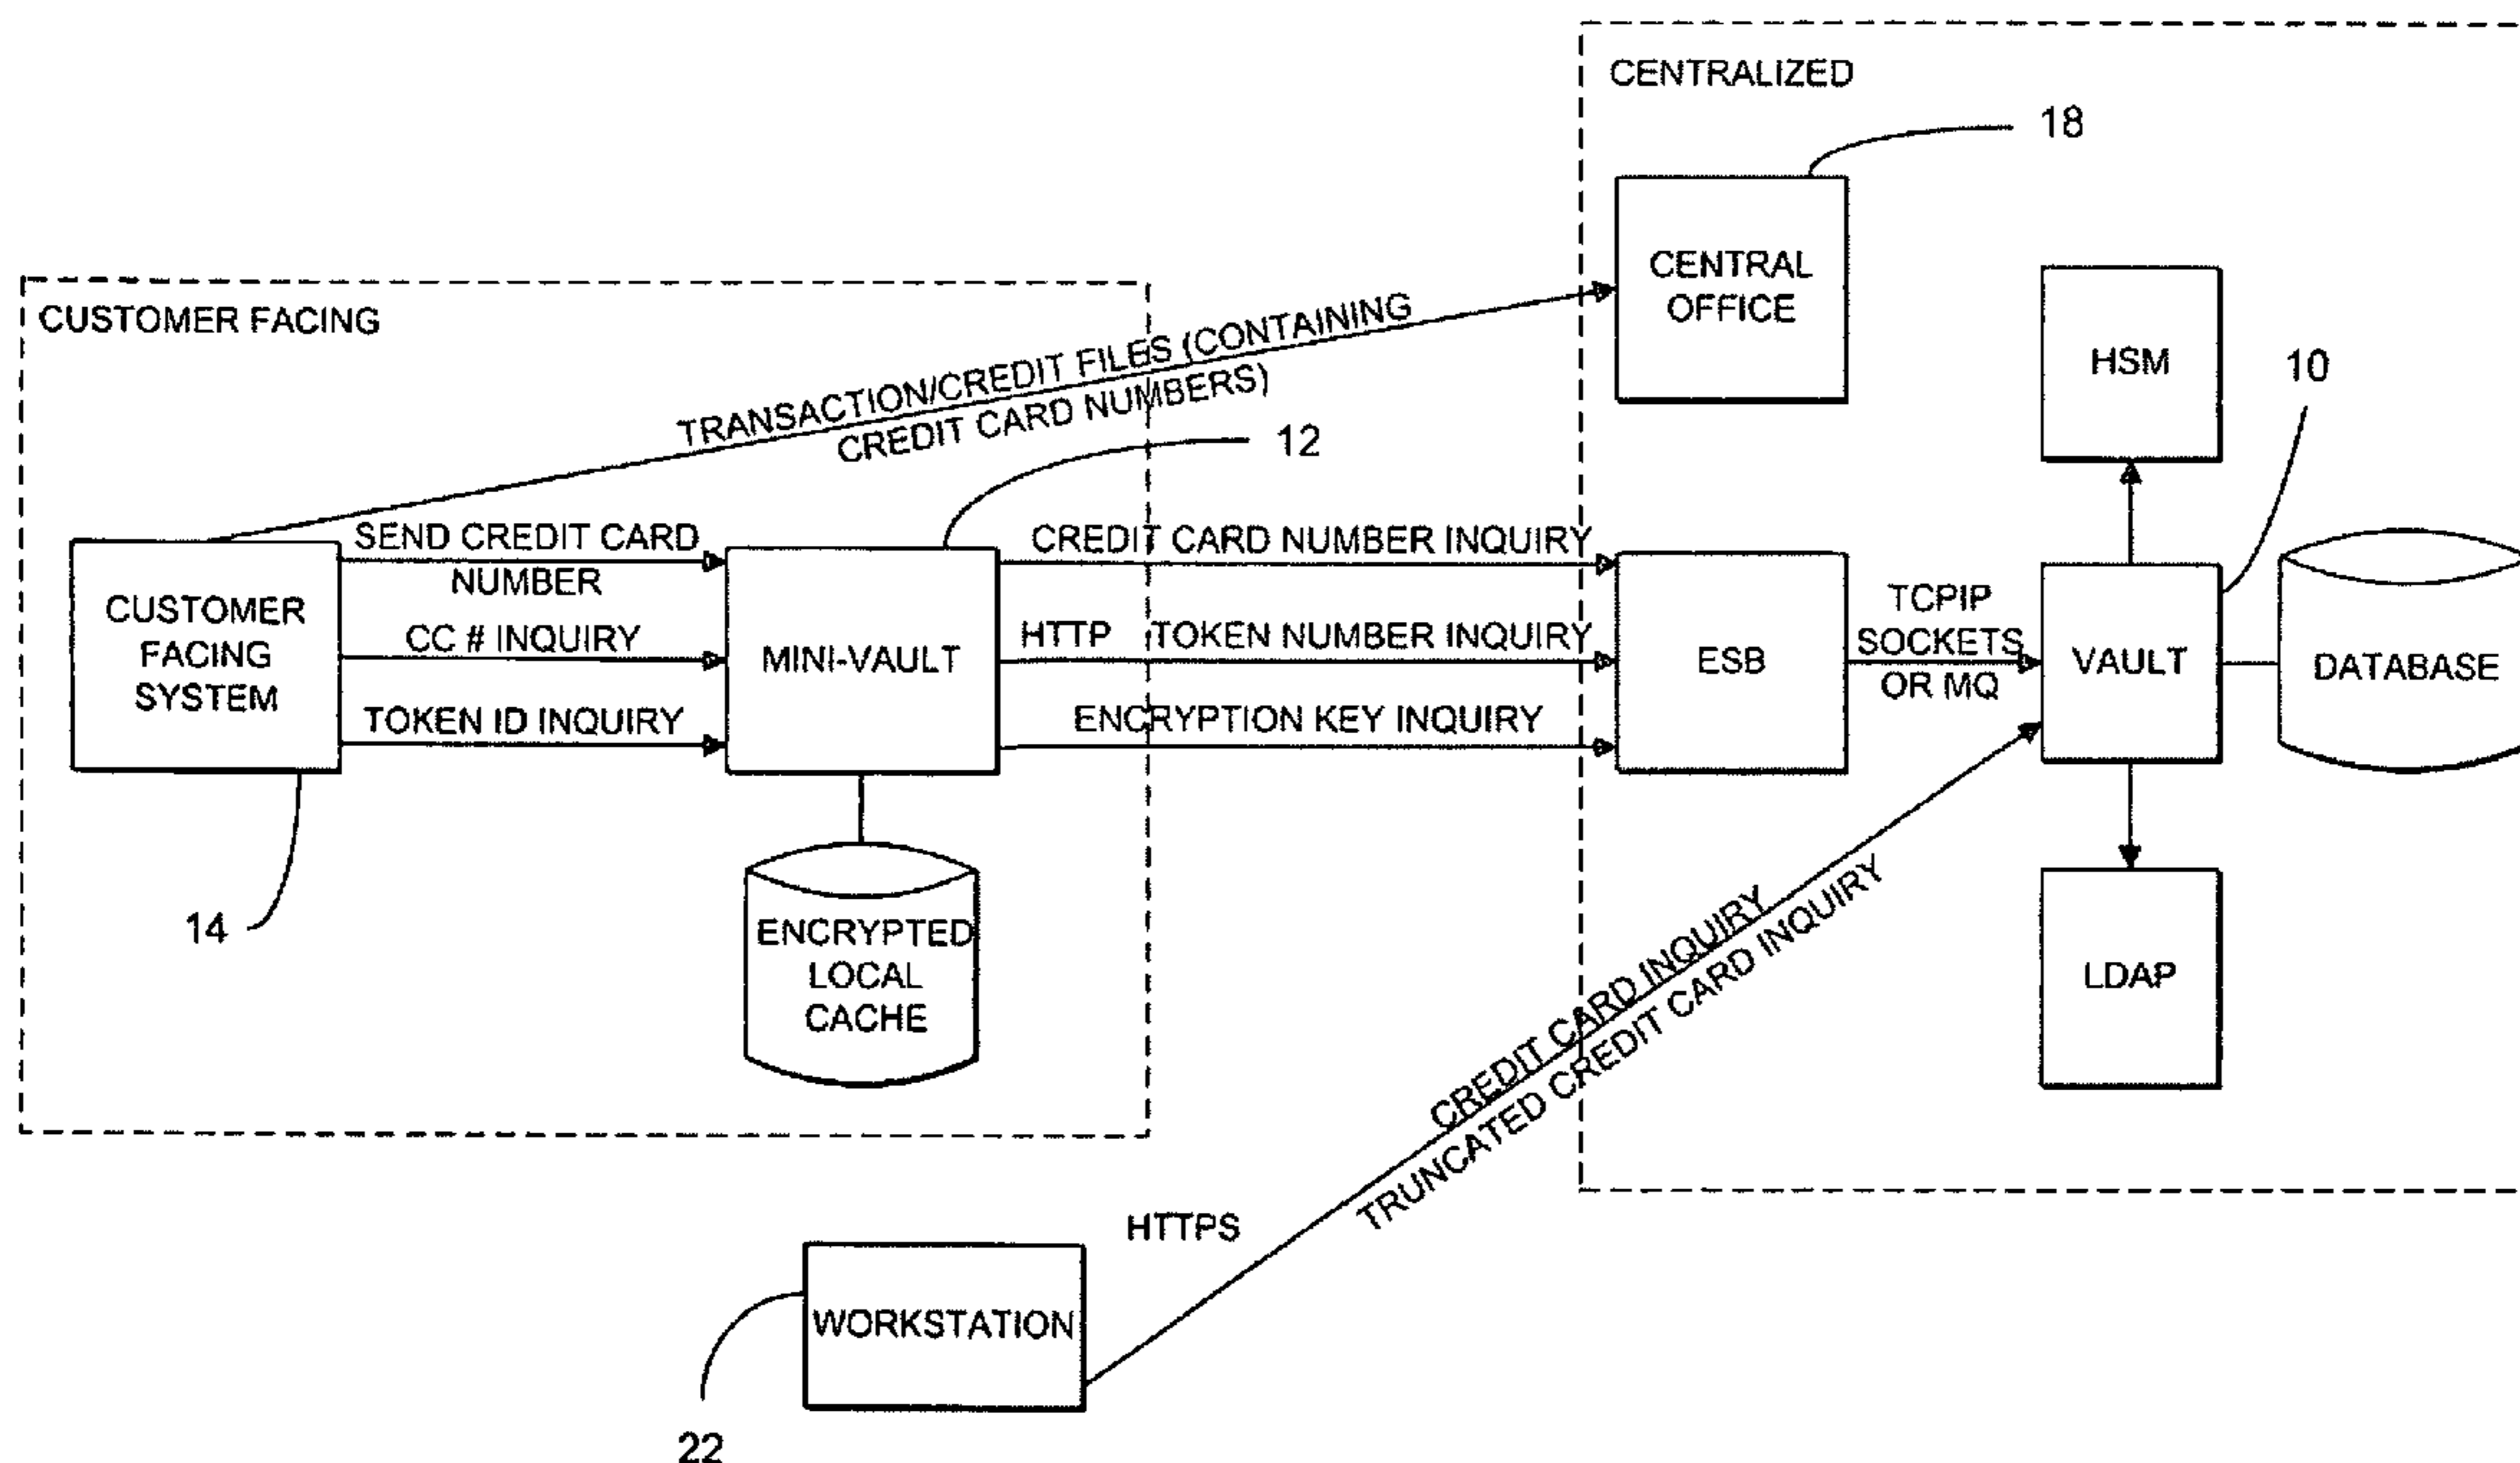 CENTRALIZED
18
CENTRAL
OFFICE
CUSTOMER FACING
TRANSACTION/CREDIT FILES (CONTAINING
CREDIT CARD NUMBERS)
HSM
10
12
SEND CREDIT CARD
NUMBER
CREDIT CARD NUMBER INQUIRY
CUSTOMER
FACING
SYSTEM
CC # INQUIRY
MINI-VAULT
HTTP TOKEN NUMBER INQUIRY
ESB
TCPIP
SOCKETS
OR MQ
VAULT
DATABASE
TOKEN ID INQUIRY
ENCRYPTION KEY INQUIRY
14
ENCRYPTED
LOCAL
CACHE
LDAP
CREDIT CARD INQUIRY
TRUNCATED CREDIT CARD INQUIRY
HTTPS
WORKSTATION
22